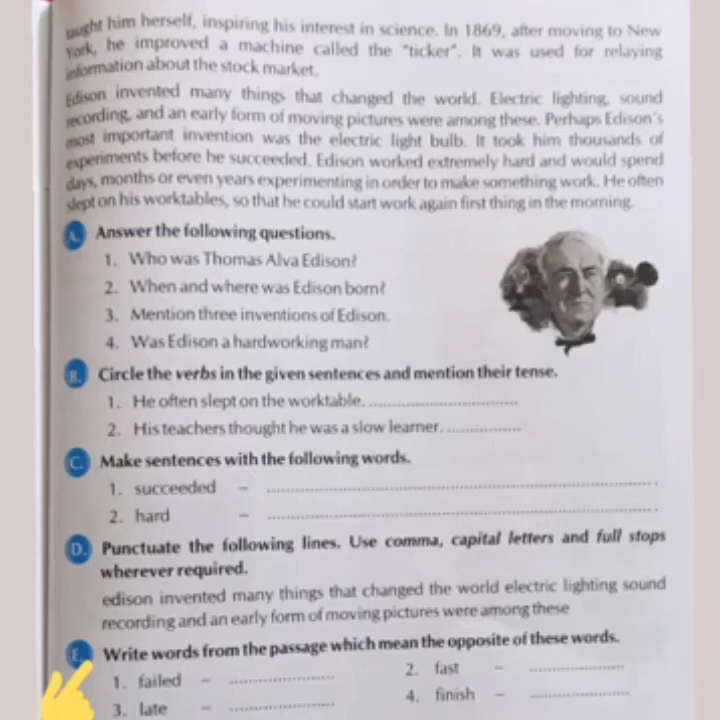 taught him herself, inspiring his interest in science. In 1869, after moving to New
York, he improved a machine called the "ticker". It was used for relaying
information about the stock market.
Edison invented many things that changed the world. Electric lighting, sound
recording, and an early form of moving pictures were among these. Perhaps Edison's
most important invention was the electric light bulb. It took him thousands of
experiments before he succeeded. Edison worked extremely hard and would spend
days, months or even years experimenting in order to make something work. He often
slept on his worktables, so that he could start work again first thing in the morning.
A. Answer the following questions.
1. Who was Thomas Alva Edison?
2. When and where was Edison born?
3. Mention three inventions of Edison.
4. Was Edison a hardworking man?
B. Circle the verbs in the given sentences and mention their tense.
1. He often slept on the worktable. ........................
2. His teachers thought he was a slow learner. ................
C. Make sentences with the following words.
1. succeeded – ........................ .
2. hard – ........................ .
D. Punctuate the following lines. Use comma, capital letters and full stops
wherever required.
edison invented many things that changed the world electric lighting sound
recording and an early form of moving pictures were among these
E. Write words from the passage which mean the opposite of these words.
1. failed – ........................ 2. fast – ........................
3. late – ........................ 4. finish – ........................